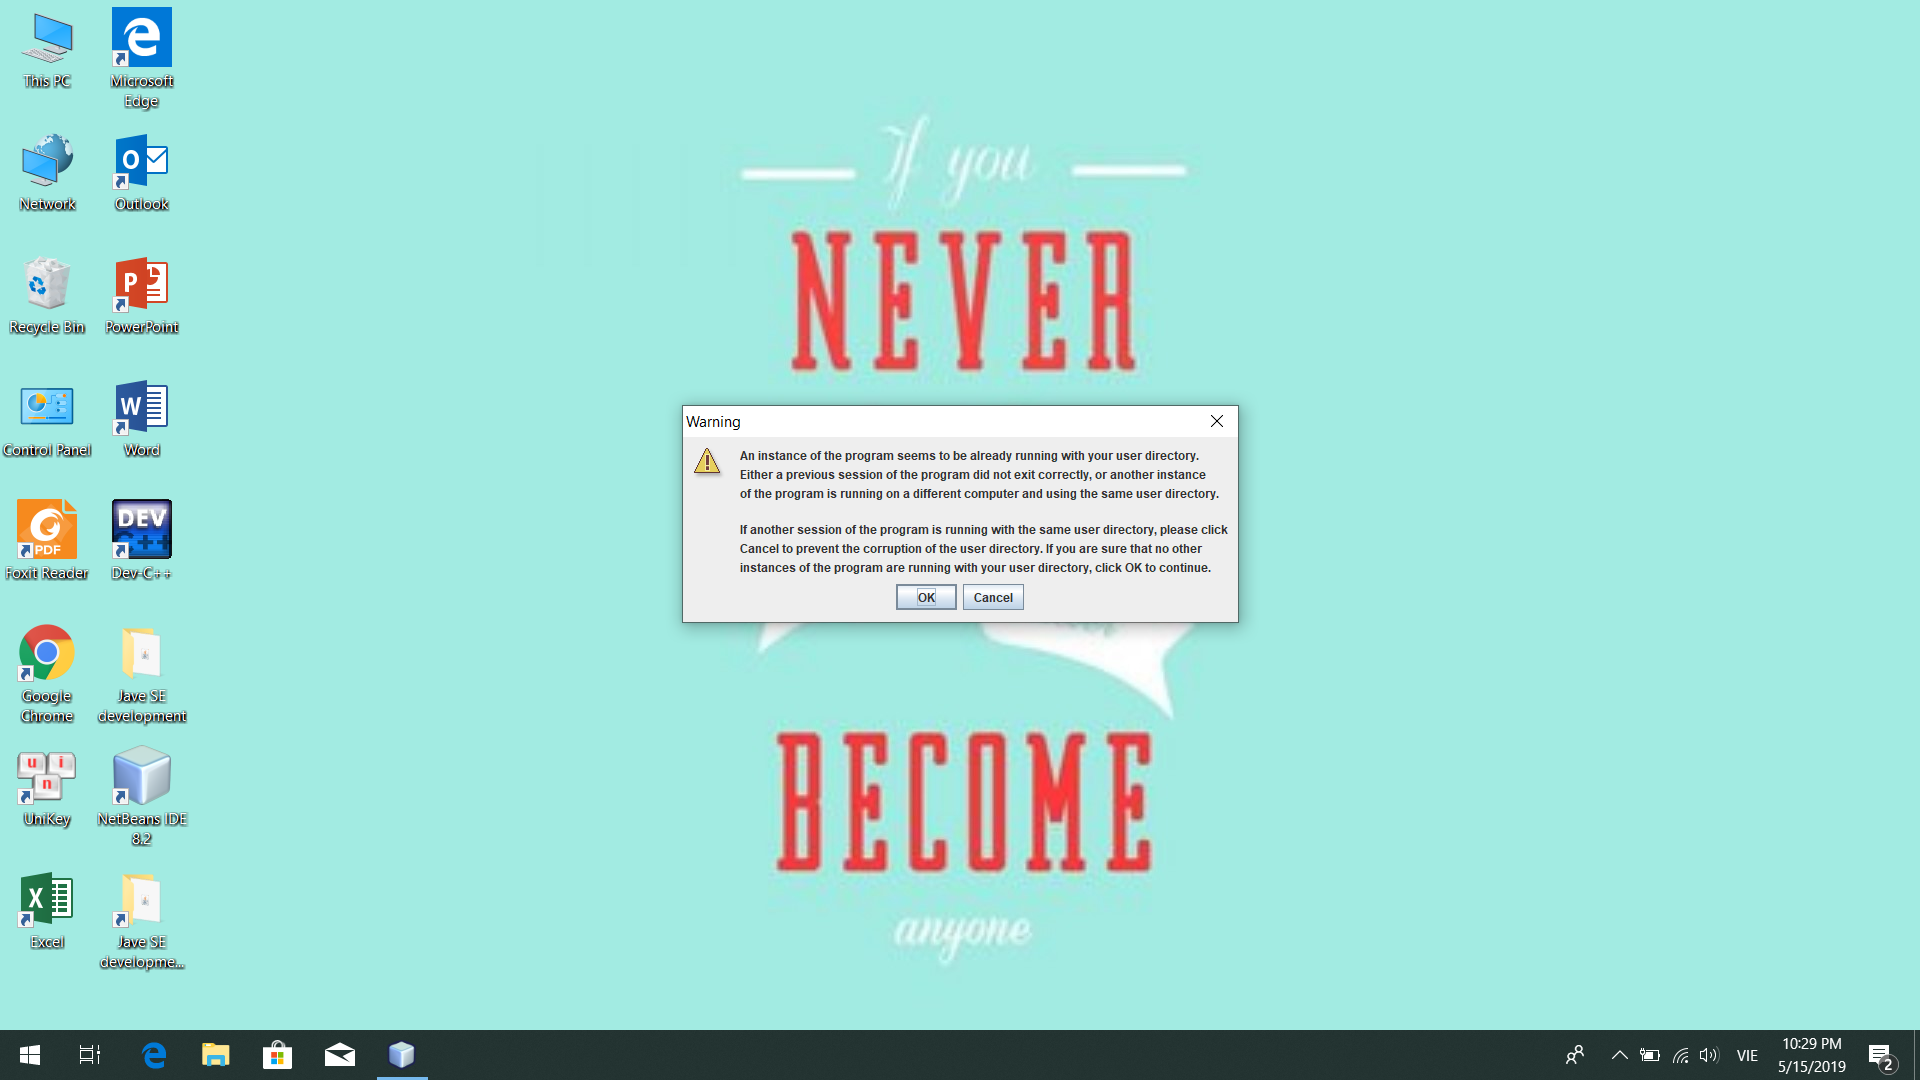 This PC
Microsoft
Edge
Network
Outlook
Recycle Bin
PowerPoint
Control Panel
Word
PDF
Foxit Reader
DEV
C++
Dev-C++
Google
Chrome
Jave SE
development
u i
n
UniKey
NetBeans IDE
8.2
Excel
Jave SE
developme...
If you
NEVER
Warning
An instance of the program seems to be already running with your user directory.
Either a previous session of the program did not exit correctly, or another instance
of the program is running on a different computer and using the same user directory.
If another session of the program is running with the same user directory, please click
Cancel to prevent the corruption of the user directory. If you are sure that no other
instances of the program are running with your user directory, click OK to continue.
OK
Cancel
BECOME
anyone
VIE
10:29 PM
5/15/2019
2